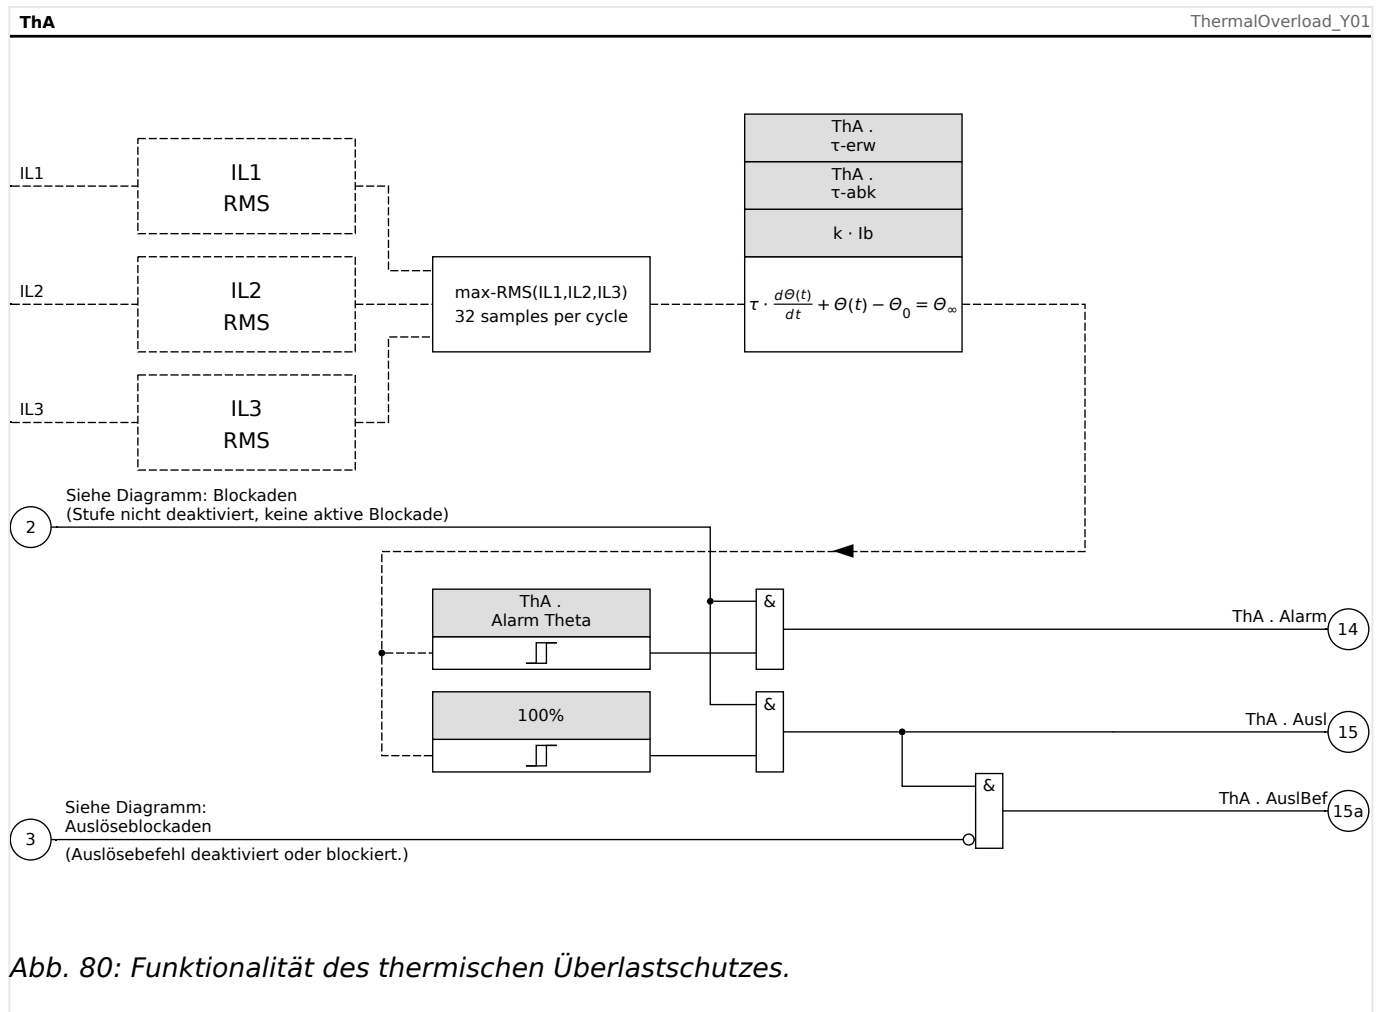 ThA
ThermalOverload_Y01
IL1
IL1
RMS
IL2
IL2
RMS
IL3
IL3
RMS
max-RMS(IL1,IL2,IL3)
32 samples per cycle
ThA .
τ-erw
ThA .
τ-abk
k · Ib
τ · dΘ(t)/dt + Θ(t) − Θ₀ = Θ∞
Siehe Diagramm: Blockaden
(Stufe nicht deaktiviert, keine aktive Blockade)
2
ThA .
Alarm Theta
&
ThA . Alarm
14
100%
&
ThA . Ausl
15
&
ThA . AuslBef
15a
Siehe Diagramm:
Auslöseblockaden
3
(Auslösebefehl deaktiviert oder blockiert.)
Abb. 80: Funktionalität des thermischen Überlastschutzes.